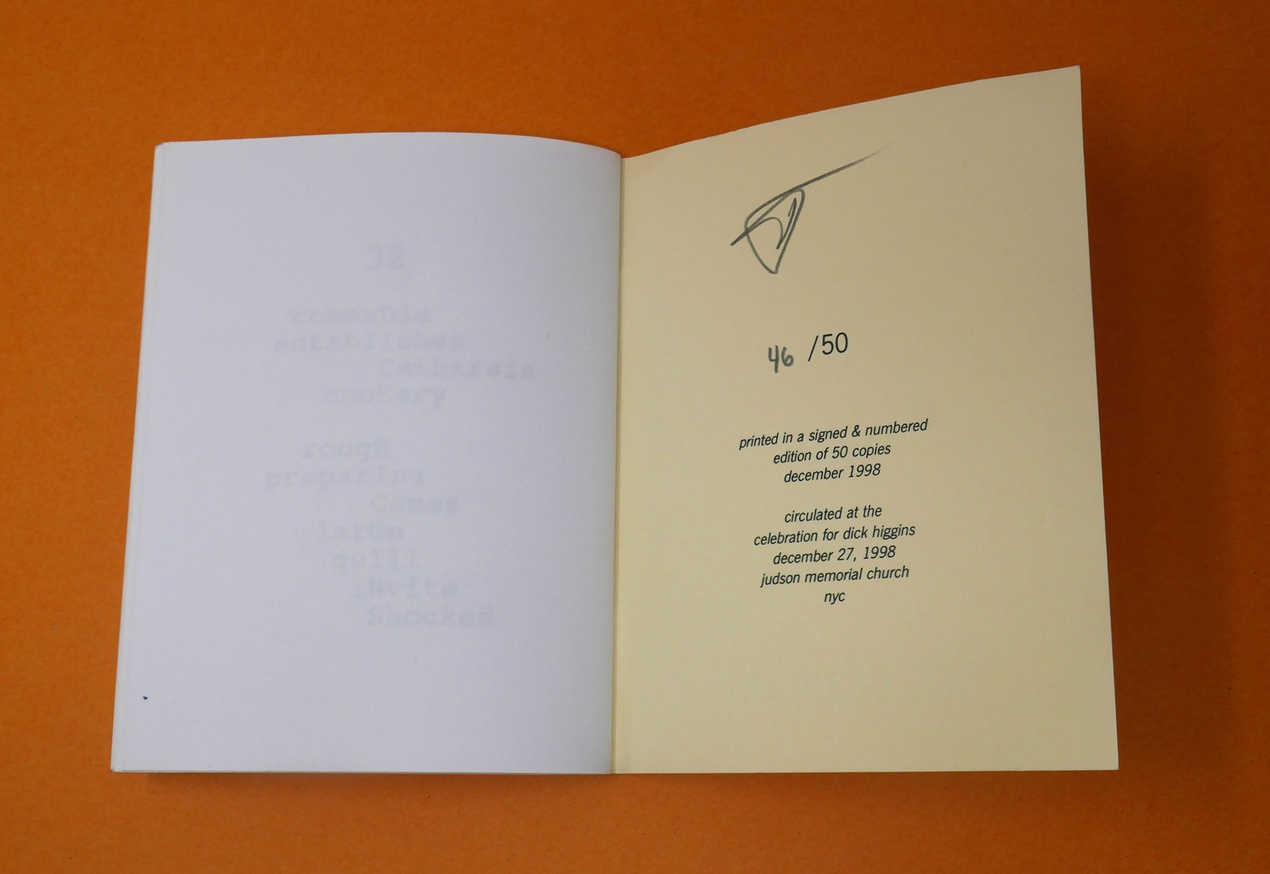 32
establIshes
Catharsis
cooKery
rougH
preparIng
Games
larGe
quIll
iNvite
Shocked
46 /50
printed in a signed & numbered
edition of 50 copies
december 1998
circulated at the
celebration for dick higgins
december 27, 1998
judson memorial church
nyc